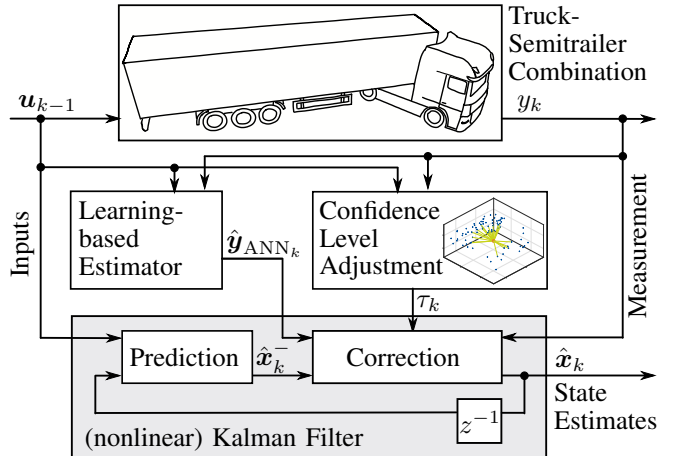 Truck-
Semitrailer
Combination
u_{k−1}
y_k
Inputs
Learning-
based
Estimator
ŷ_{ANN_k}
Confidence
Level
Adjustment
Measurement
τ_k
Prediction
x̂_k^−
Correction
x̂_k
State
Estimates
z^{−1}
(nonlinear) Kalman Filter